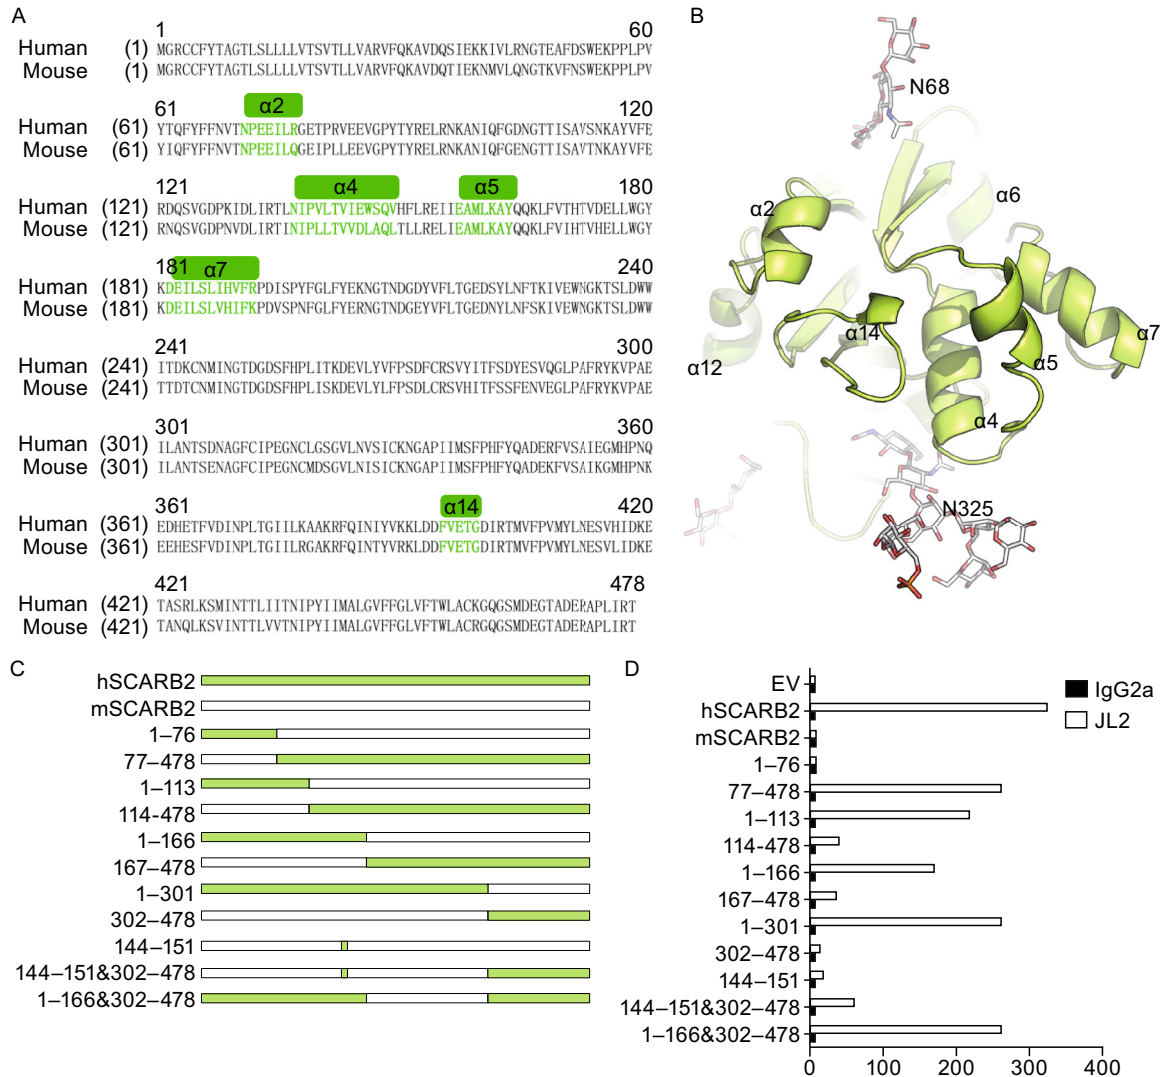 A
1 60
Human (1) MGRCCFYTAGTLSLLLLVTSVTLLVARVFQKAVDQSIEKKIVLRNGTEAFDSWEKPPLPV
Mouse (1) MGRCCFYTAGTLSLLLLVTSVTLLVARVFQKAVDQTIEKNMVLQNGTKVFNSWEKPPLPV
α2
61 120
Human (61) YTQFYFFNVTNPEEILRGETPRVEEVGPYTYRELRNKANIQFGDNGTTISAVSNKAYVFE
Mouse (61) YIQFYFFNVTNPEEILQGEIPLLEEVGPYTYRELRNKANIQFGENGTTISAVTNKAYVFE
α4 α5
121 180
Human (121) RDQSVGDPKIDLIRTLNIPVLTVIEWSQVHFLREIIEAMLKAYQQKLFVTHTVDELLWGY
Mouse (121) RNQSVGDPNVDLIRTINIPLLTVVDLAQLTLLRELIEAMLKAYQQKLFVIHTVHELLWGY
α7
181 240
Human (181) KDEILSLIHVFRPDISPYFGLFYEKNGTNDGDYVFLTGEDSYLNFTKIVEWNGKTSLDWW
Mouse (181) KDEILSLVHIFKPDVSPNFGLFYERNGTNDGEYVFLTGEDNYLNFSKIVEWNGKTSLDWW
241 300
Human (241) ITDKCNMINGTDGDSFHPLITKDEVLYVFPSDFCRSVYITFSDYESVQGLPAFRYKVPAE
Mouse (241) TTDTCNMINGTDGDSFHPLISKDEVLYLFPSDLCRSVHITFSSFENVEGLPAFRYKVPAE
301 360
Human (301) ILANTSDNAGFCIPEGNCLGSGVLNVSICKNGAPIIMSFPHFYQADERFVSAIEGMHPNQ
Mouse (301) ILANTSENAGFCIPEGNCMDSGVLNISICKNGAPIIMSFPHFYQADEKFVSAIKGMHPNK
α14
361 420
Human (361) EDHETFVDINPLTGIILKAAKRFQINIYVKKLDDFVETGDIRTMVFPVMYLNESVHIDKE
Mouse (361) EEHESFVDINPLTGIILRGAKRFQINTYVRKLDDFVETGDIRTMVFPVMYLNESVLIDKE
421 478
Human (421) TASRLKSMINTTLIITNIPYIIMALGVFFGLVFTWLACKGQGSMDEGTADERAPLIRT
Mouse (421) TANQLKSVINTTLVVTNIPYIIMALGVFFGLVFTWLACRGQGSMDEGTADERAPLIRT
B
N68
α6
α2
α14
α7
α12
α5
α4
N325
C
hSCARB2
mSCARB2
1–76
77–478
1–113
114-478
1–166
167–478
1–301
302–478
144–151
144–151&302–478
1–166&302–478
D
IgG2a
JL2
EV
hSCARB2
mSCARB2
1–76
77–478
1–113
114-478
1–166
167–478
1–301
302–478
144–151
144–151&302–478
1–166&302–478
0 100 200 300 400